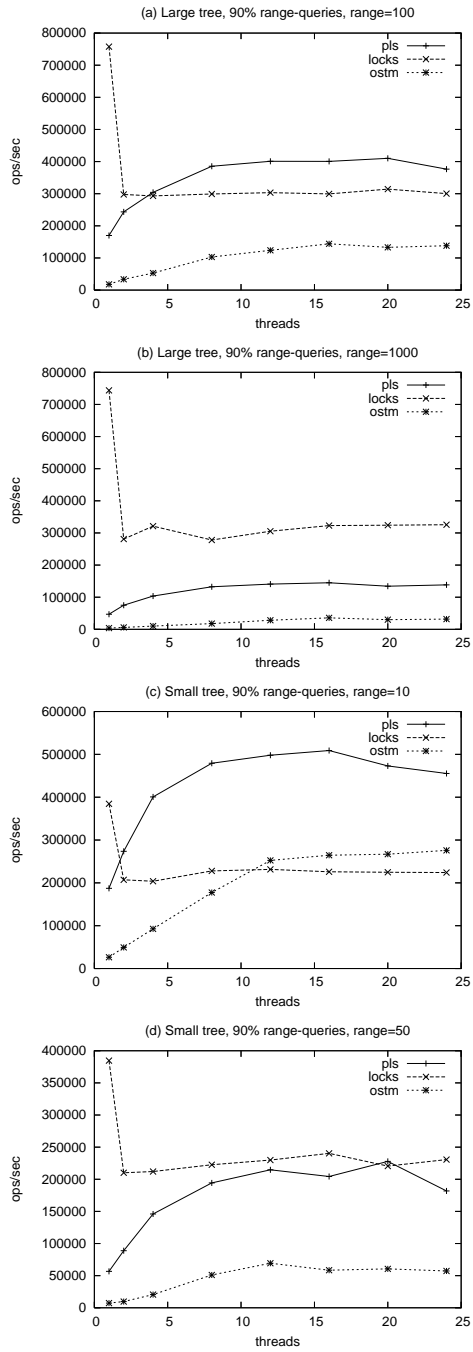 (a) Large tree, 90% range-queries, range=100
800000
700000
600000
500000
400000
300000
200000
100000
0
ops/sec
pls
locks
ostm
0 5 10 15 20 25
threads
(b) Large tree, 90% range-queries, range=1000
800000
700000
600000
500000
400000
300000
200000
100000
0
ops/sec
pls
locks
ostm
0 5 10 15 20 25
threads
(c) Small tree, 90% range-queries, range=10
600000
500000
400000
300000
200000
100000
0
ops/sec
pls
locks
ostm
0 5 10 15 20 25
threads
(d) Small tree, 90% range-queries, range=50
400000
350000
300000
250000
200000
150000
100000
50000
0
ops/sec
pls
locks
ostm
0 5 10 15 20 25
threads